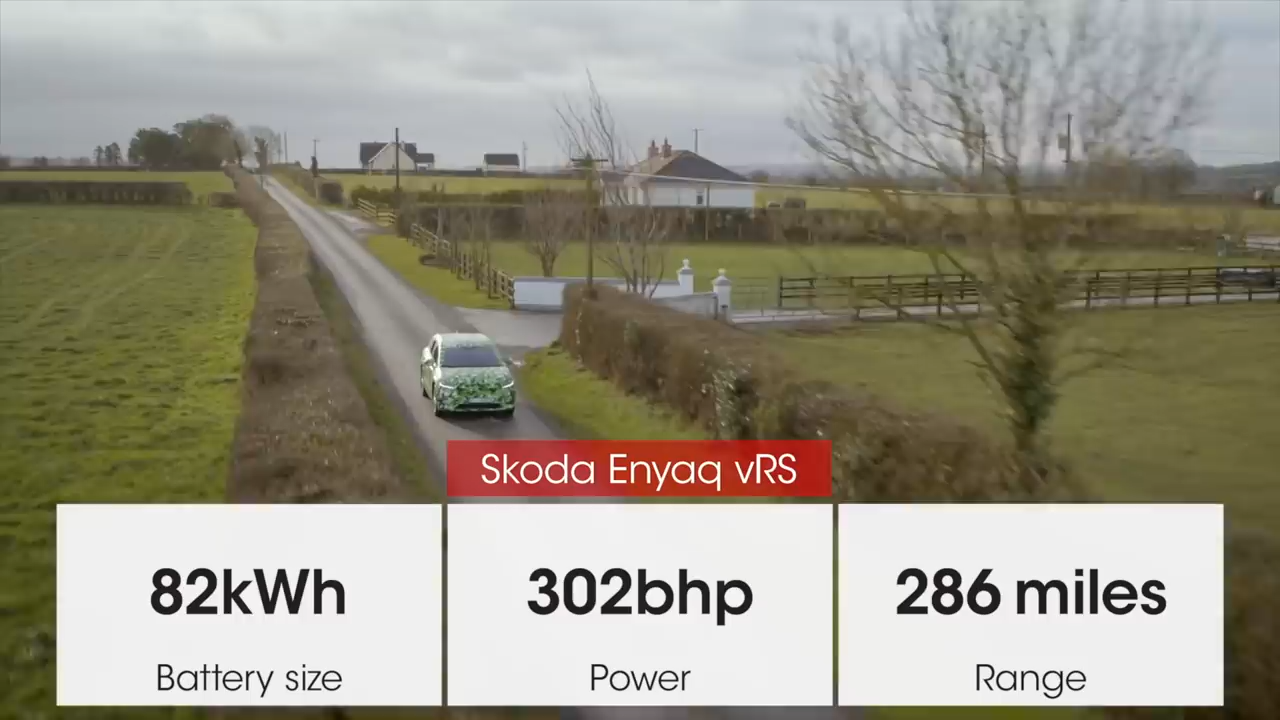 Skoda Enyaq vRS
82kWh
Battery size
302bhp
Power
286 miles
Range